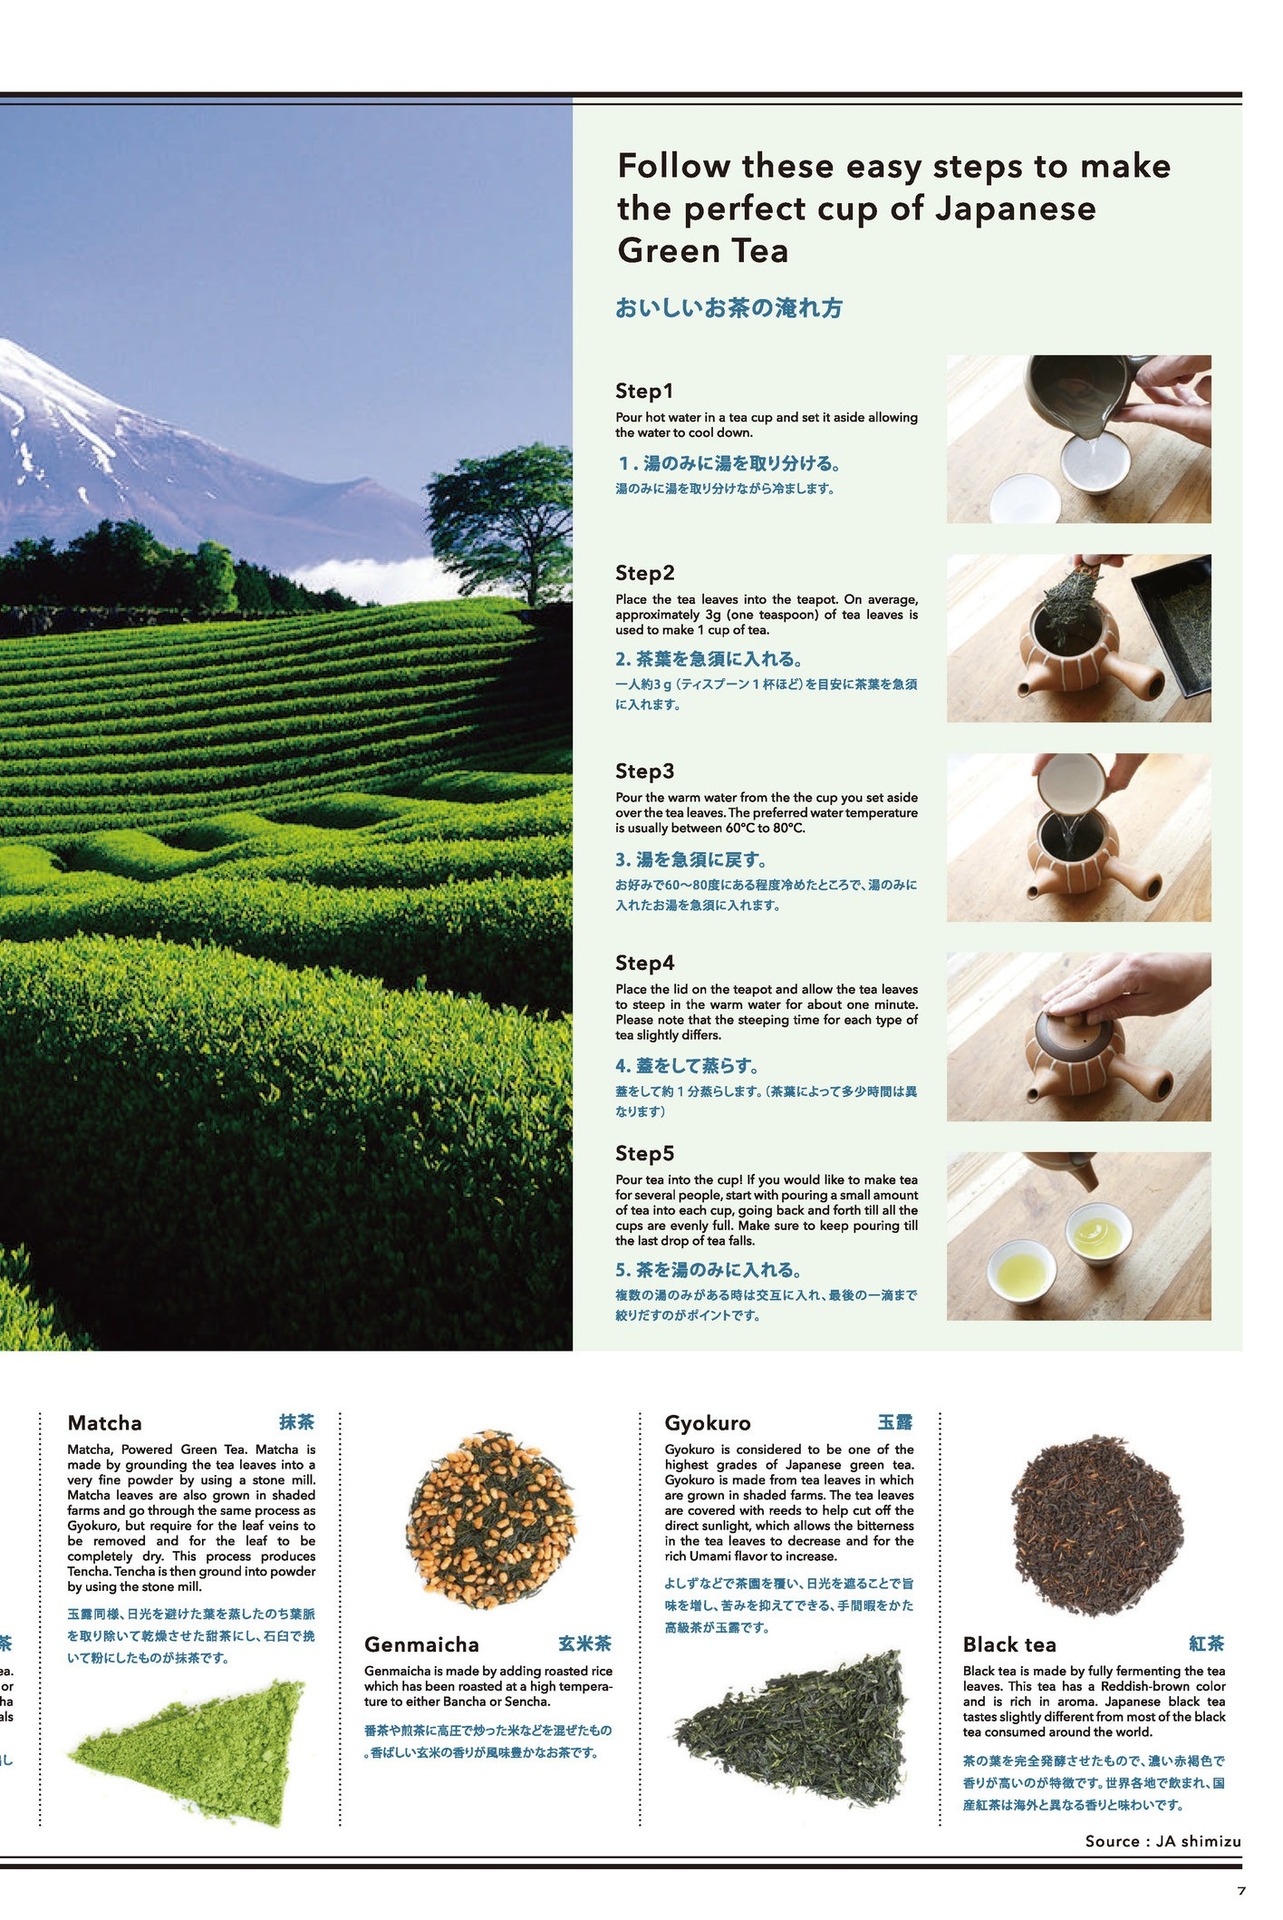 Follow these easy steps to make
the perfect cup of Japanese
Green Tea
おいしいお茶の淹れ方
Step1
Pour hot water in a tea cup and set it aside allowing
the water to cool down.
１. 湯のみに湯を取り分ける。
湯のみに湯を取り分けながら冷まします。
Step2
Place the tea leaves into the teapot. On average,
approximately 3g (one teaspoon) of tea leaves is
used to make 1 cup of tea.
2. 茶葉を急須に入れる。
一人約3ｇ（ティスプーン１杯ほど）を目安に茶葉を急須
に入れます。
Step3
Pour the warm water from the the cup you set aside
over the tea leaves. The preferred water temperature
is usually between 60°C to 80°C.
3. 湯を急須に戻す。
お好みで60〜80度にある程度冷めたところで、湯のみに
入れたお湯を急須に入れます。
Step4
Place the lid on the teapot and allow the tea leaves
to steep in the warm water for about one minute.
Please note that the steeping time for each type of
tea slightly differs.
4. 蓋をして蒸らす。
蓋をして約１分蒸らします。（茶葉によって多少時間は異
なります）
Step5
Pour tea into the cup! If you would like to make tea
for several people, start with pouring a small amount
of tea into each cup, going back and forth till all the
cups are evenly full. Make sure to keep pouring till
the last drop of tea falls.
5. 茶を湯のみに入れる。
複数の湯のみがある時は交互に入れ、最後の一滴まで
絞りだすのがポイントです。
茶
ea.
or
ha
als
出し
Matcha 抹茶
Matcha, Powered Green Tea. Matcha is
made by grounding the tea leaves into a
very fine powder by using a stone mill.
Matcha leaves are also grown in shaded
farms and go through the same process as
Gyokuro, but require for the leaf veins to
be removed and for the leaf to be
completely dry. This process produces
Tencha. Tencha is then ground into powder
by using the stone mill.
玉露同様、日光を避けた葉を蒸したのち葉脈
を取り除いて乾燥させた甜茶にし、石臼で挽
いて粉にしたものが抹茶です。
Genmaicha 玄米茶
Genmaicha is made by adding roasted rice
which has been roasted at a high tempera-
ture to either Bancha or Sencha.
番茶や煎茶に高圧で炒った米などを混ぜたもの
。香ばしい玄米の香りが風味豊かなお茶です。
Gyokuro 玉露
Gyokuro is considered to be one of the
highest grades of Japanese green tea.
Gyokuro is made from tea leaves in which
are grown in shaded farms. The tea leaves
are covered with reeds to help cut off the
direct sunlight, which allows the bitterness
in the tea leaves to decrease and for the
rich Umami flavor to increase.
よしずなどで茶園を覆い、日光を遮ることで旨
味を増し、苦みを抑えてできる、手間暇をかた
高級茶が玉露です。
Black tea 紅茶
Black tea is made by fully fermenting the tea
leaves. This tea has a Reddish-brown color
and is rich in aroma. Japanese black tea
tastes slightly different from most of the black
tea consumed around the world.
茶の葉を完全発酵させたもので、濃い赤褐色で
香りが高いのが特徴です。世界各地で飲まれ、国
産紅茶は海外と異なる香りと味わいです。
Source : JA shimizu
7